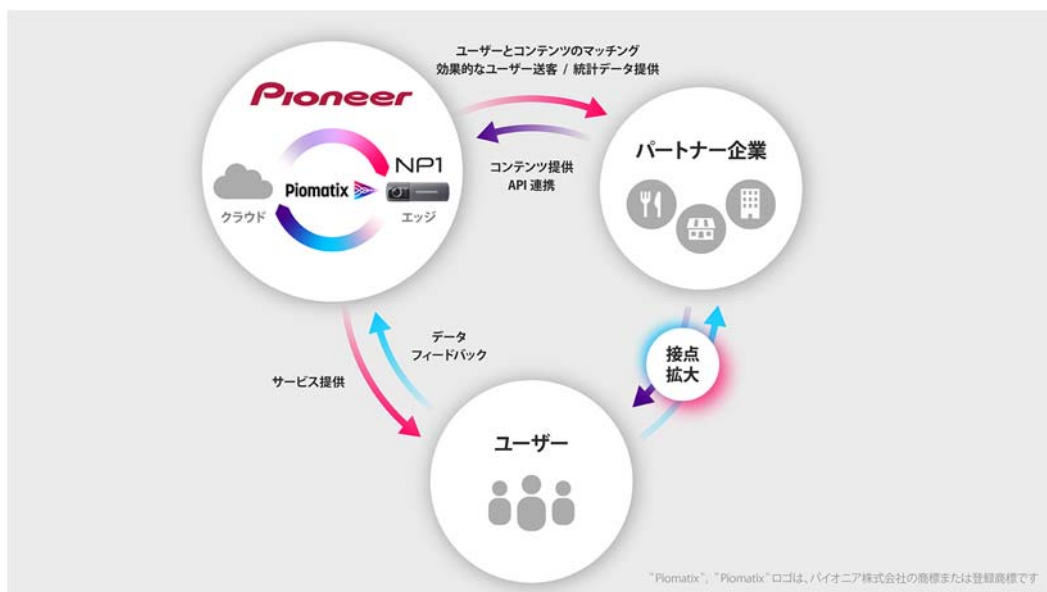 ユーザーとコンテンツのマッチング
効果的なユーザー送客 / 統計データ提供
Pioneer
NP1
Piomatix
クラウド
エッジ
コンテンツ提供
API 連携
パートナー企業
データ
フィードバック
サービス提供
接点
拡大
ユーザー
"Piomatix", "Piomatix"ロゴは、パイオニア株式会社の商標または登録商標です